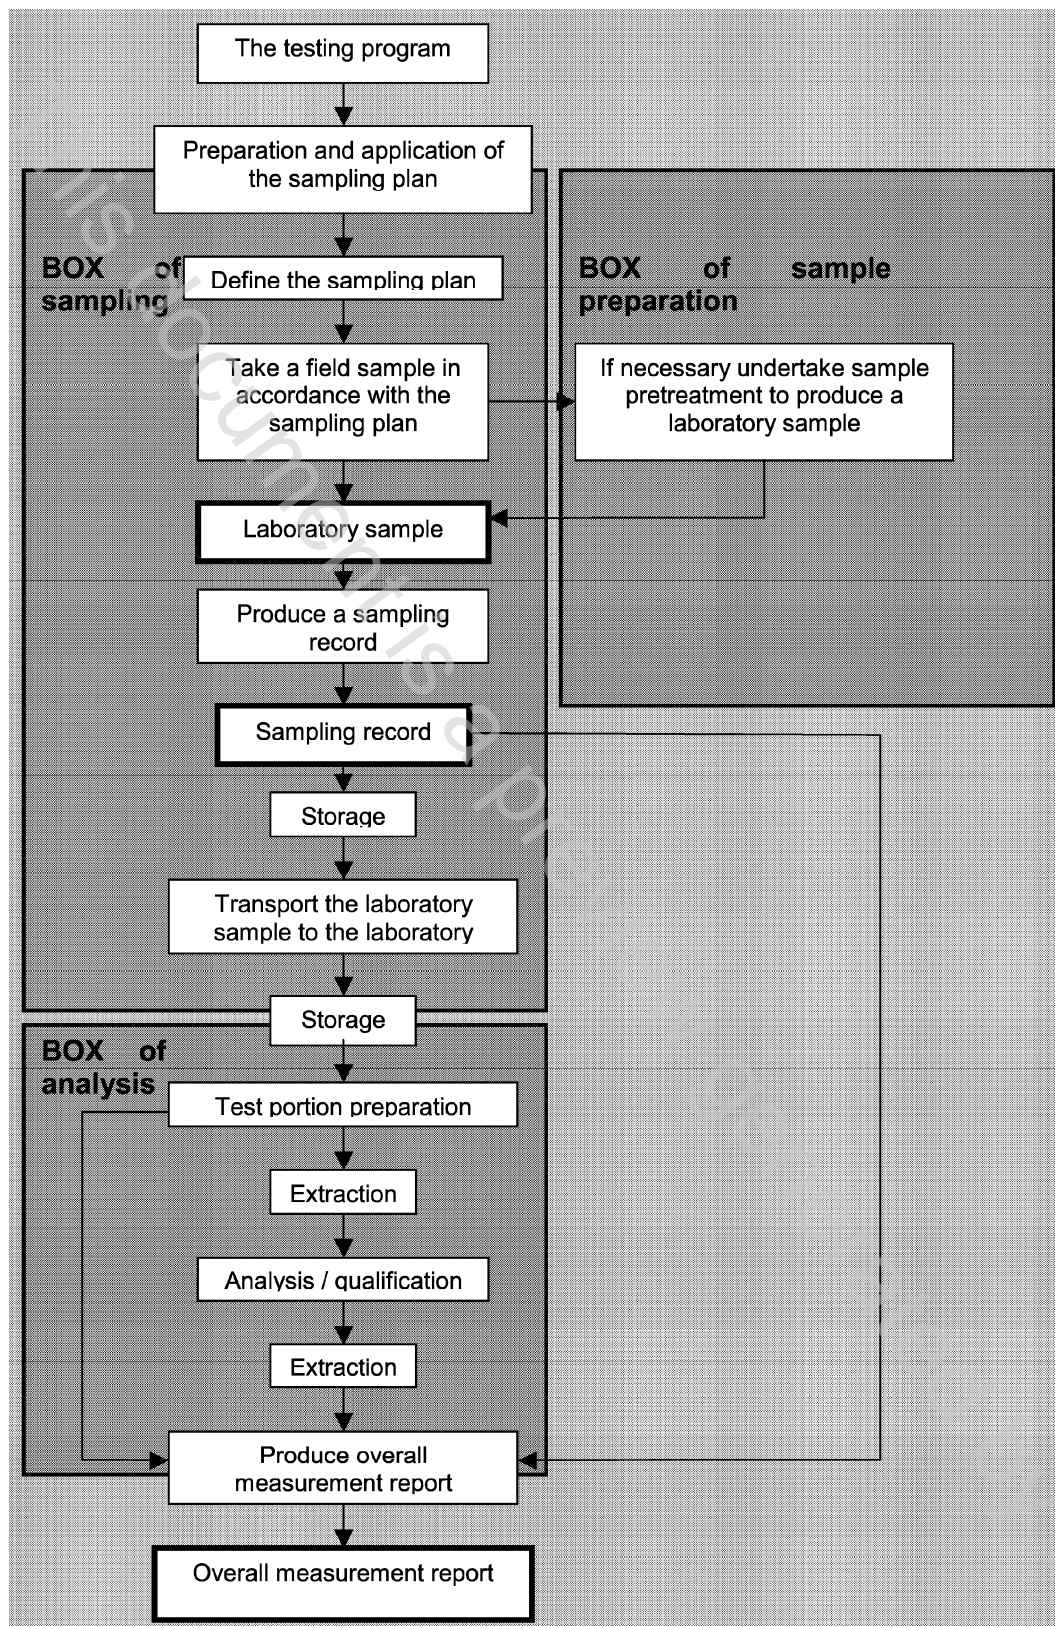 The testing program
Preparation and application of
the sampling plan
BOX of
sampling
Define the sampling plan
BOX of sample
preparation
Take a field sample in
accordance with the
sampling plan
If necessary undertake sample
pretreatment to produce a
laboratory sample
Laboratory sample
Produce a sampling
record
Sampling record
Storage
Transport the laboratory
sample to the laboratory
Storage
BOX of
analysis
Test portion preparation
Extraction
Analysis / qualification
Extraction
Produce overall
measurement report
Overall measurement report
document is a